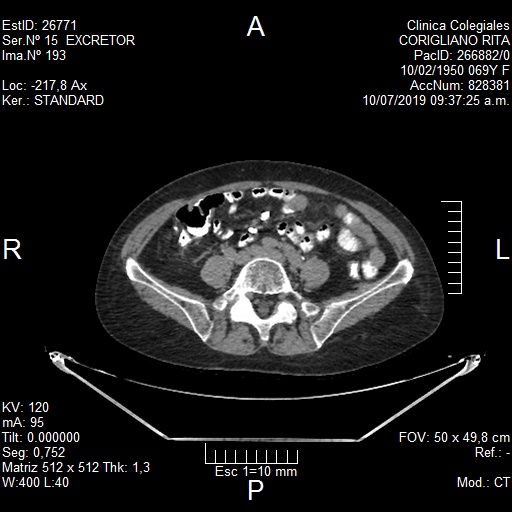 EstID: 26771
Ser.Nº 15 EXCRETOR
Ima.Nº 193
Loc: -217,8 Ax
Ker.: STANDARD
A
Clinica Colegiales
CORIGLIANO RITA
PacID: 266882/0
10/02/1950 069Y F
AccNum: 828381
10/07/2019 09:37:25 a.m.
R
L
KV: 120
mA: 95
Tilt: 0.000000
Seg: 0,752
Matriz 512 x 512 Thk: 1,3
W:400 L:40
Esc 1=10 mm
P
FOV: 50 x 49,8 cm
Ref.: -
Mod.: CT